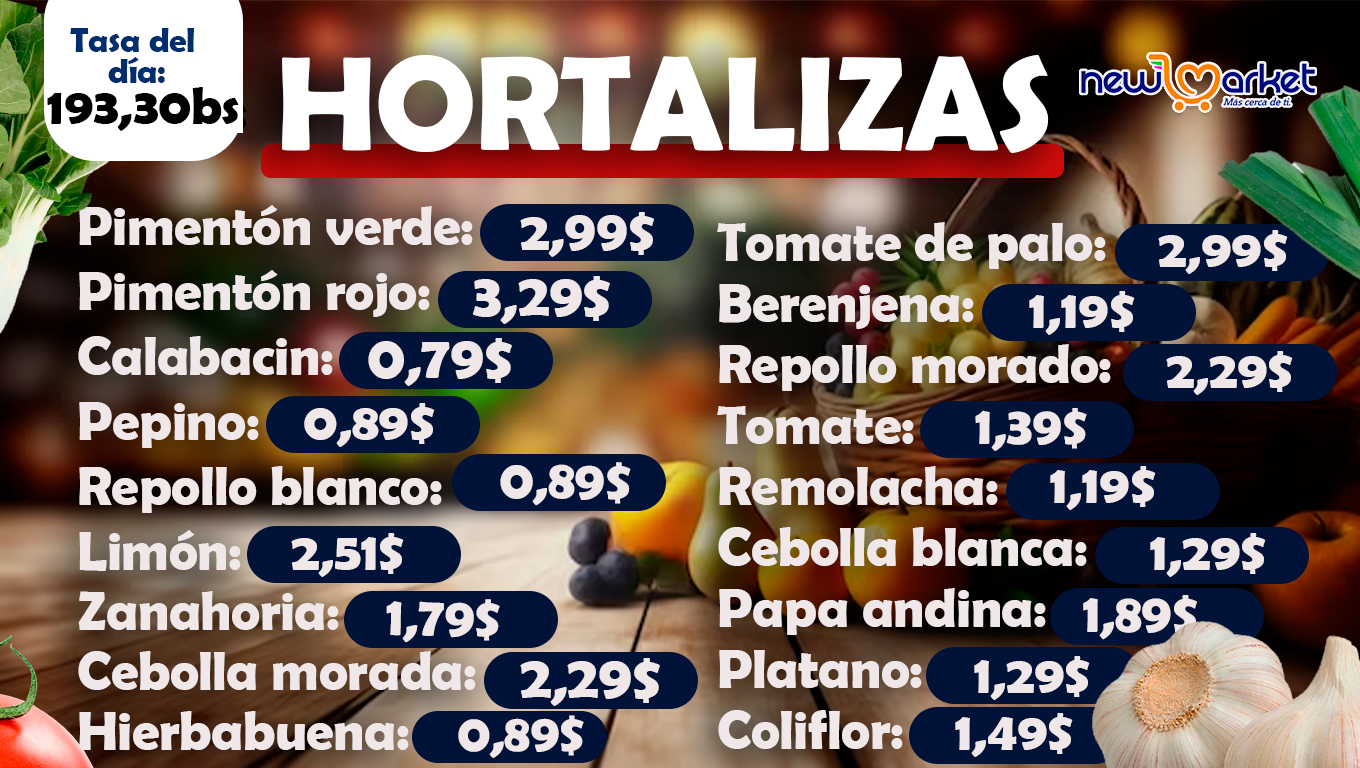 Tasa del
día:
193,30bs
HORTALIZAS
newmarket
Más cerca de ti.
Pimentón verde: 2,99$
Pimentón rojo: 3,29$
Calabacin: 0,79$
Pepino: 0,89$
Repollo blanco: 0,89$
Limón: 2,51$
Zanahoria: 1,79$
Cebolla morada: 2,29$
Hierbabuena: 0,89$
Tomate de palo: 2,99$
Berenjena: 1,19$
Repollo morado: 2,29$
Tomate: 1,39$
Remolacha: 1,19$
Cebolla blanca: 1,29$
Papa andina: 1,89$
Platano: 1,29$
Coliflor: 1,49$